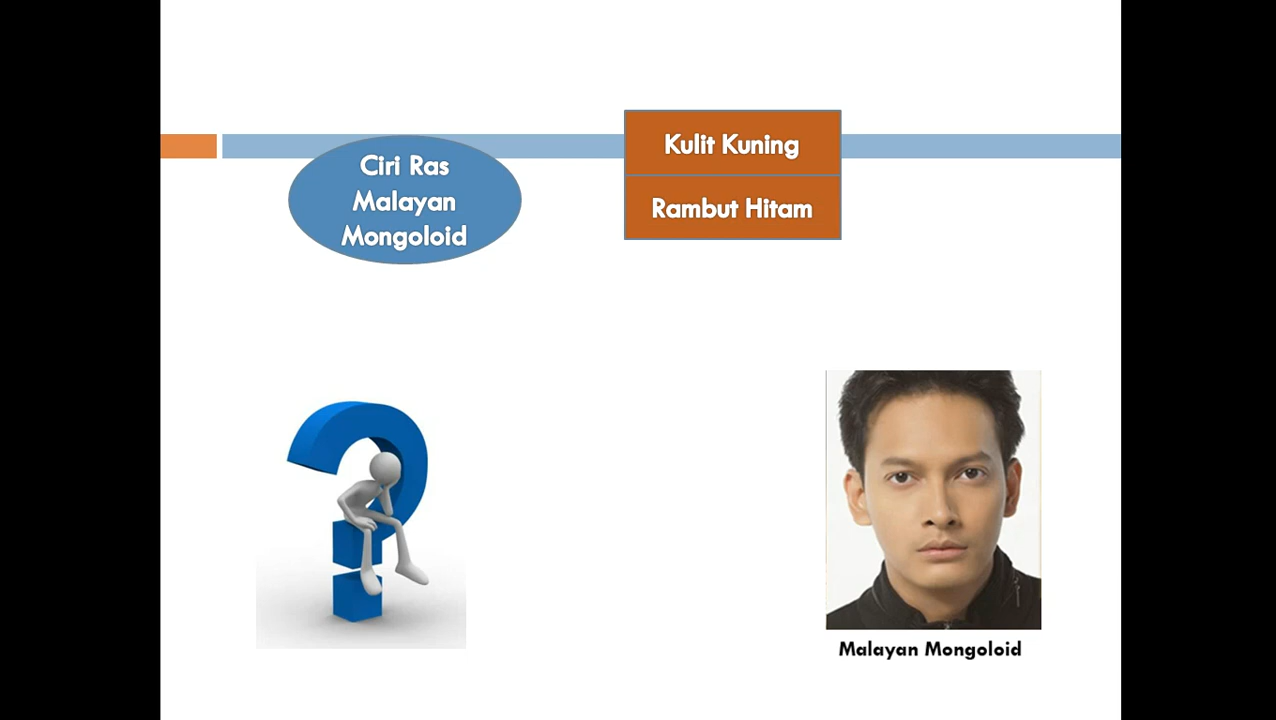 Ciri Ras
Malayan
Mongoloid
Kulit Kuning
Rambut Hitam
Malayan Mongoloid